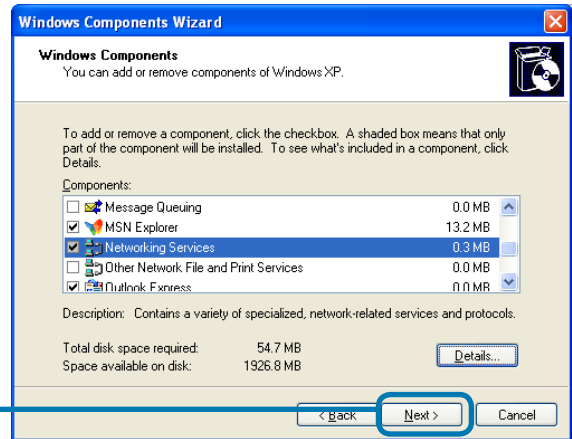 Windows Components Wizard
Windows Components
You can add or remove components of Windows XP.
To add or remove a component, click the checkbox. A shaded box means that only
part of the component will be installed. To see what's included in a component, click
Details.
Components:
Message Queuing 0.0 MB
MSN Explorer 13.2 MB
Networking Services 0.3 MB
Other Network File and Print Services 0.0 MB
Outlook Express 0.0 MB
Description: Contains a variety of specialized, network-related services and protocols.
Total disk space required: 54.7 MB
Space available on disk: 1926.8 MB
Details...
< Back Next > Cancel